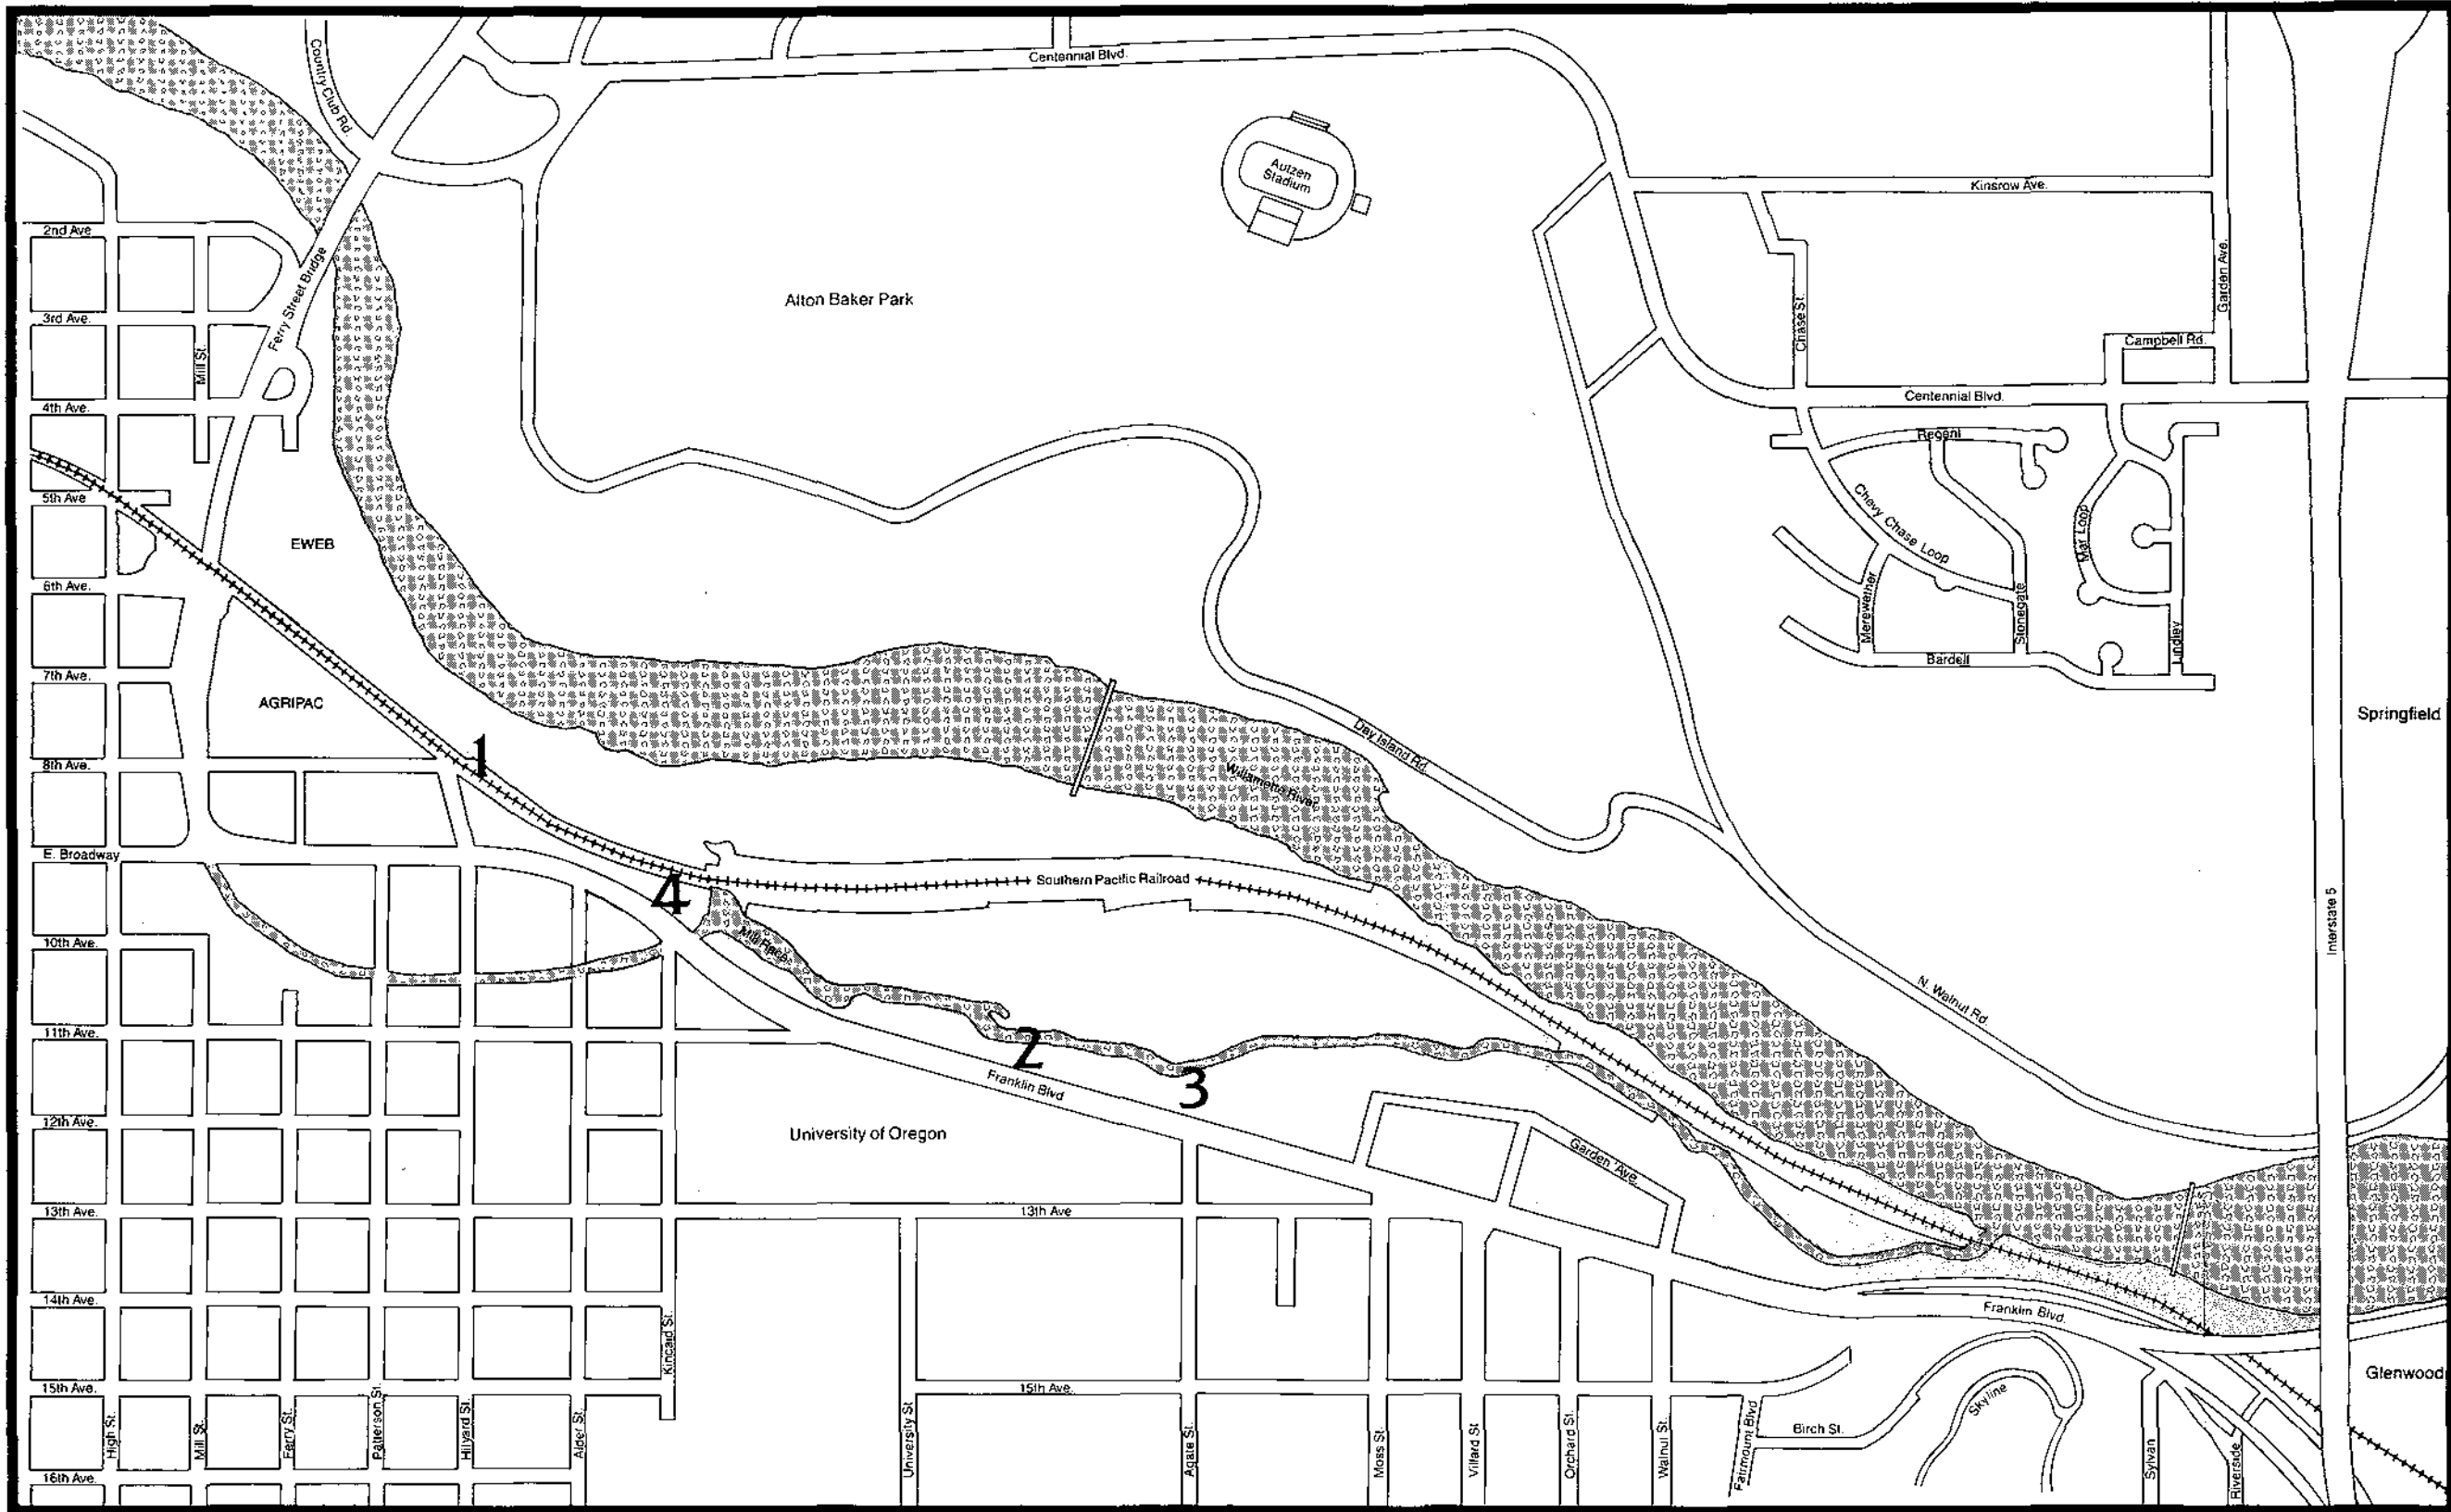 Country Club Rd.
Centennial Blvd.
Autzen
Stadium
Kinsrow Ave.
2nd Ave
Ferry Street Bridge
Garden Ave.
Alton Baker Park
3rd Ave.
Mill St.
Chase St.
Campbell Rd.
4th Ave.
Centennial Blvd.
Regent
5th Ave
Chevy Chase Loop
Mar Loop
EWEB
6th Ave.
Merewether
Stonegate
Lindley
Bardell
7th Ave.
AGRIPAC
Springfield
Day Island Rd.
1
8th Ave.
Willamette River
E. Broadway
4
Southern Pacific Railroad
Interstate 5
Mill Race
10th Ave.
N. Walnut Rd.
11th Ave.
2
3
Franklin Blvd
12th Ave.
University of Oregon
Garden Ave.
13th Ave.
13th Ave
14th Ave.
Franklin Blvd.
Kincaid St.
15th Ave.
15th Ave.
Glenwood
Skyline
High St.
Mill St.
Ferry St.
Patterson St.
Hilyard St.
Alder St.
University St
Agate St.
Moss St.
Villard St
Orchard St.
Walnut St.
Fairmount Blvd
Birch St.
Sylvan
Riverside
16th Ave.